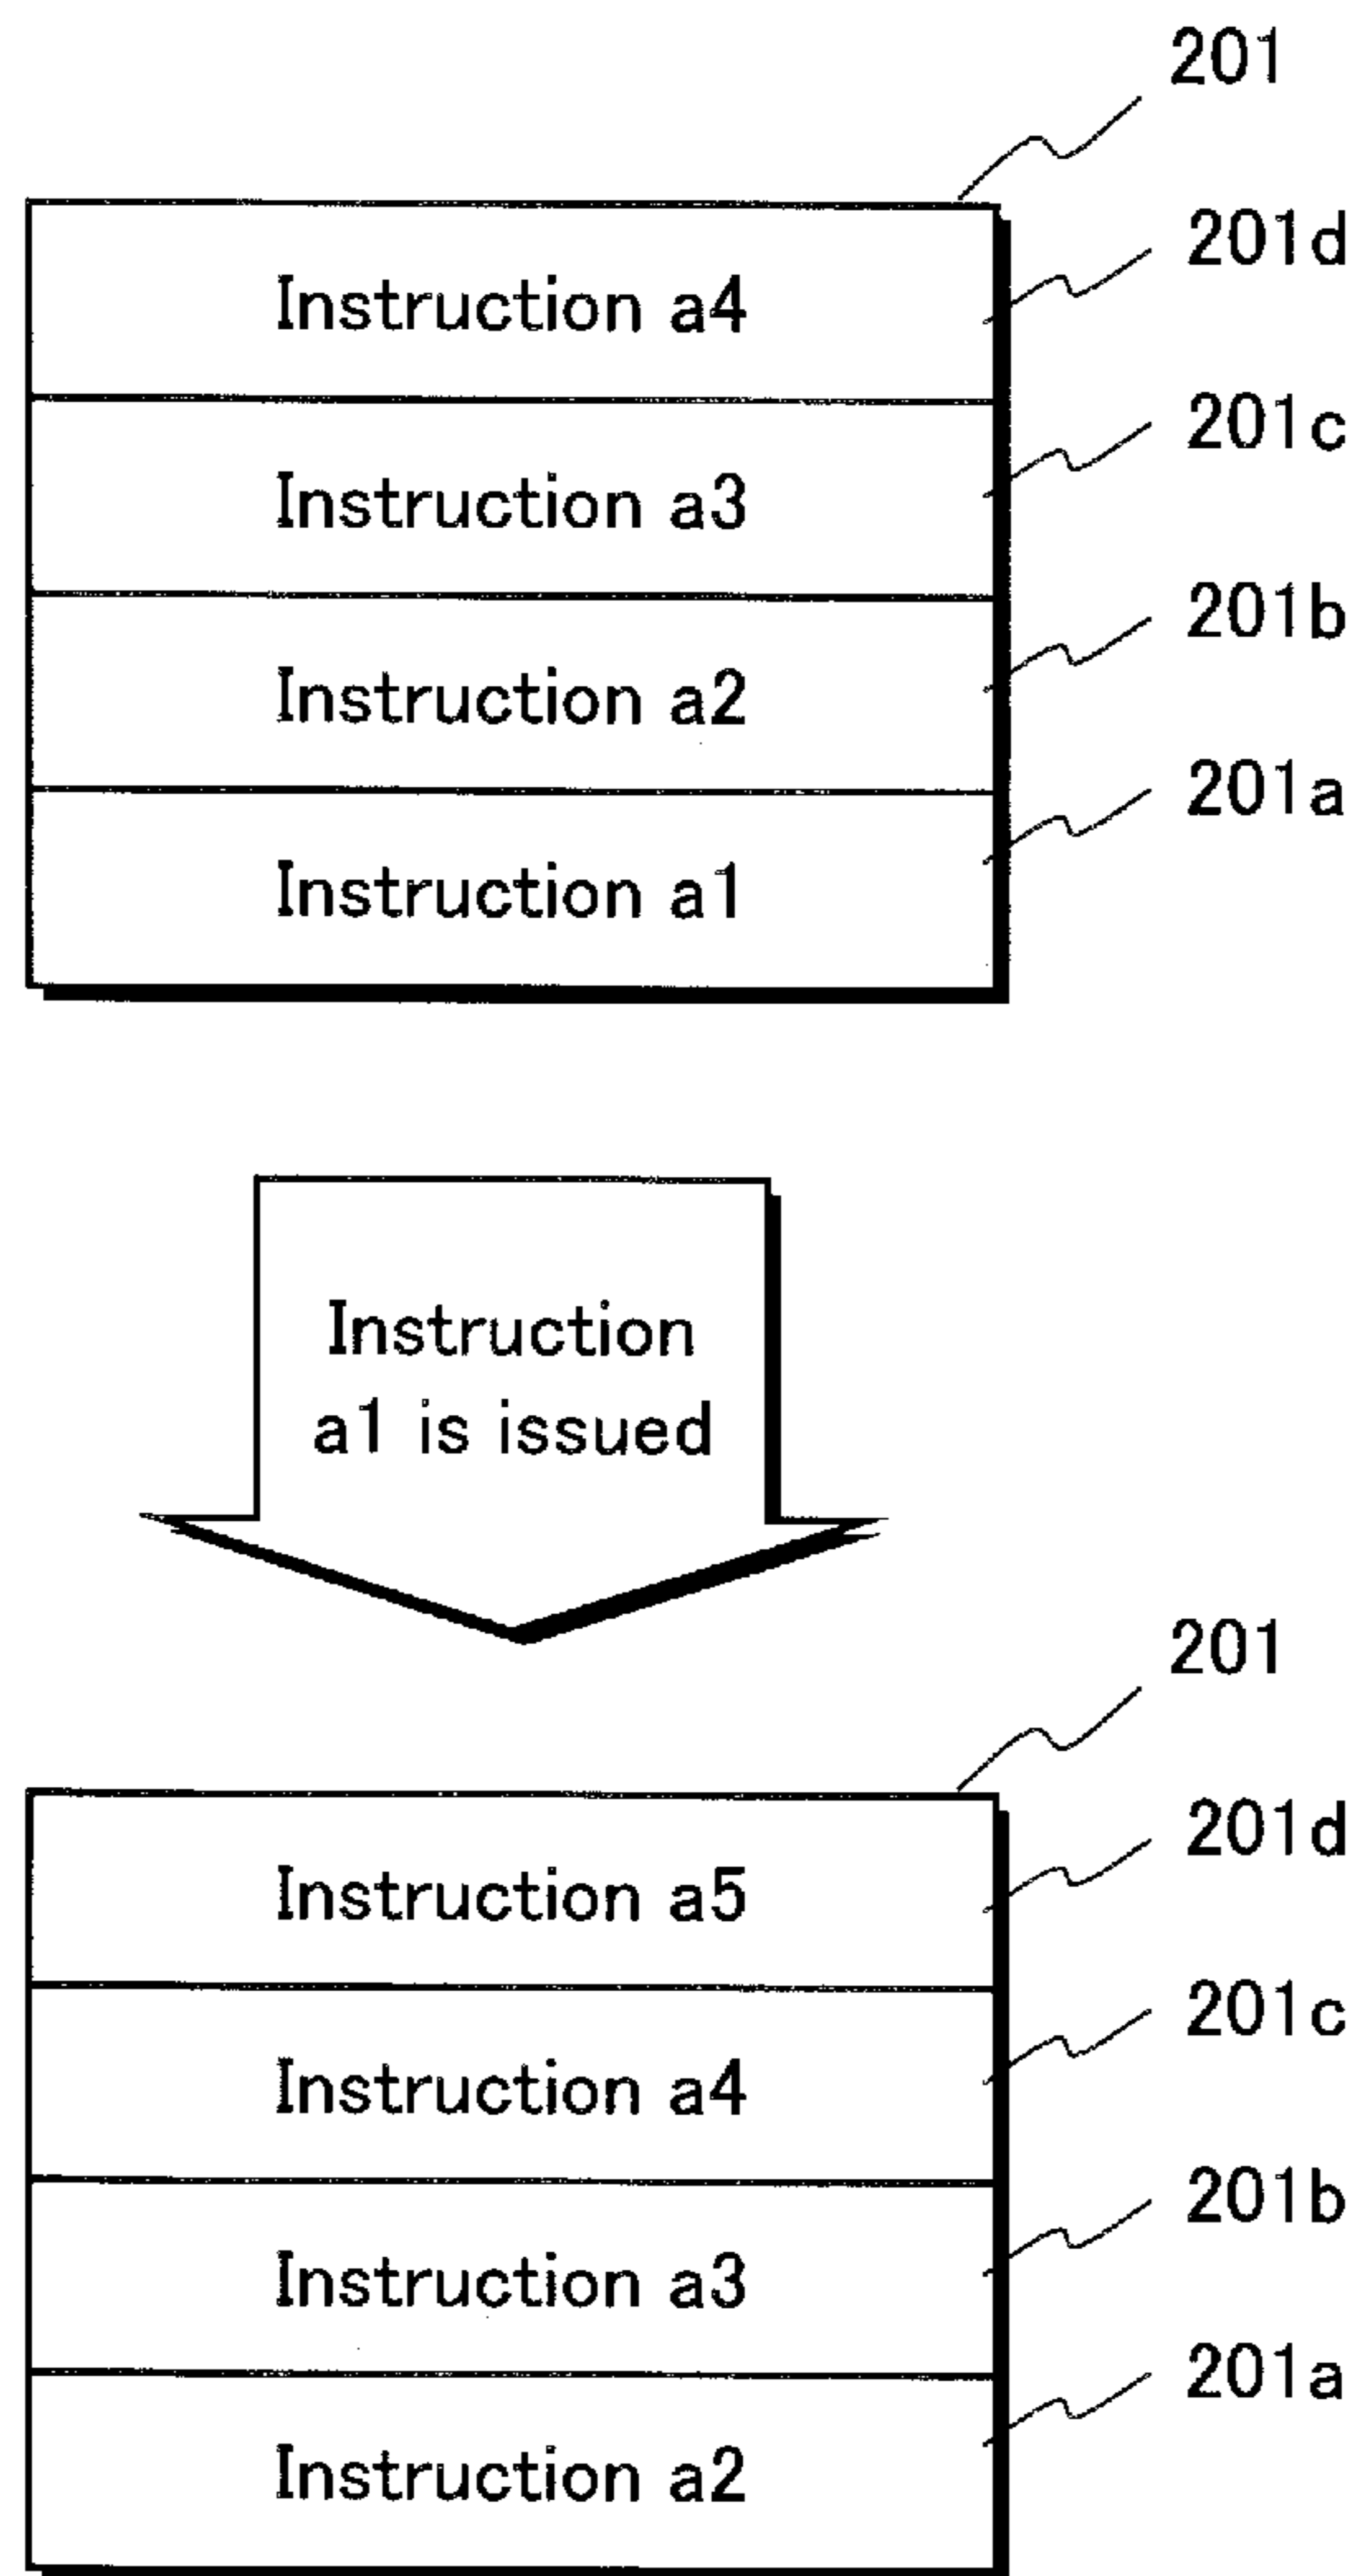 201
Instruction a4
201d
Instruction a3
201c
Instruction a2
201b
Instruction a1
201a
Instruction
a1 is issued
201
Instruction a5
201d
Instruction a4
201c
Instruction a3
201b
Instruction a2
201a